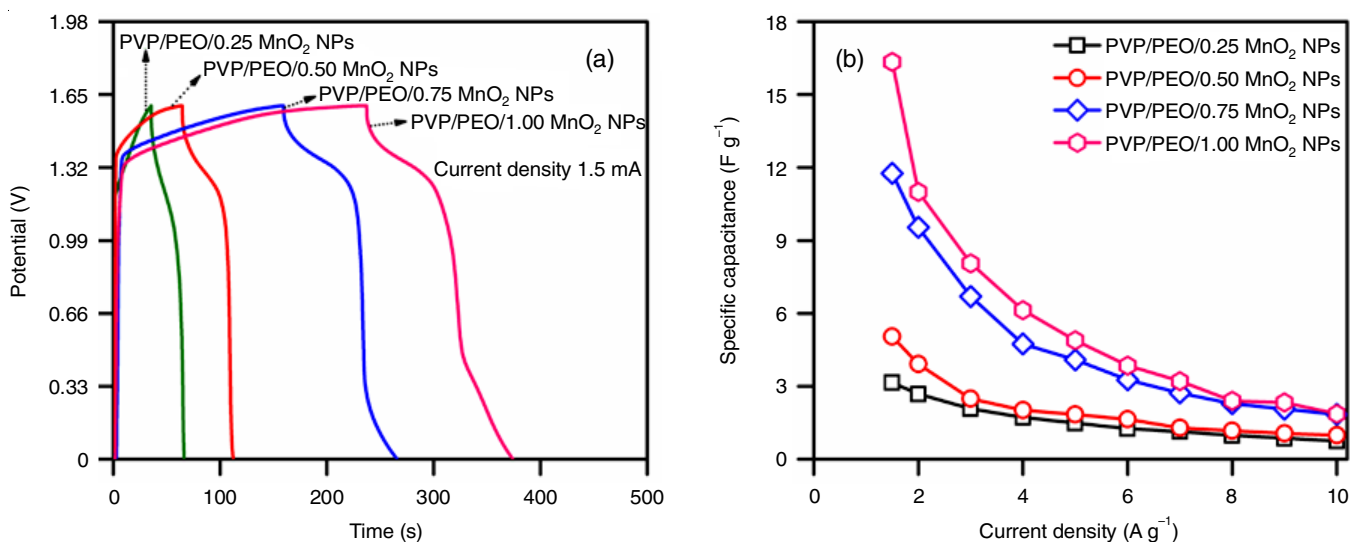 (a)
PVP/PEO/0.25 MnO₂ NPs
PVP/PEO/0.50 MnO₂ NPs
PVP/PEO/0.75 MnO₂ NPs
PVP/PEO/1.00 MnO₂ NPs
Current density 1.5 mA
Potential (V)
1.98
1.65
1.32
0.99
0.66
0.33
0
0 100 200 300 400 500
Time (s)
(b)
PVP/PEO/0.25 MnO₂ NPs
PVP/PEO/0.50 MnO₂ NPs
PVP/PEO/0.75 MnO₂ NPs
PVP/PEO/1.00 MnO₂ NPs
Specific capacitance (F g⁻¹)
18
15
12
9
6
3
0
0 2 4 6 8 10
Current density (A g⁻¹)